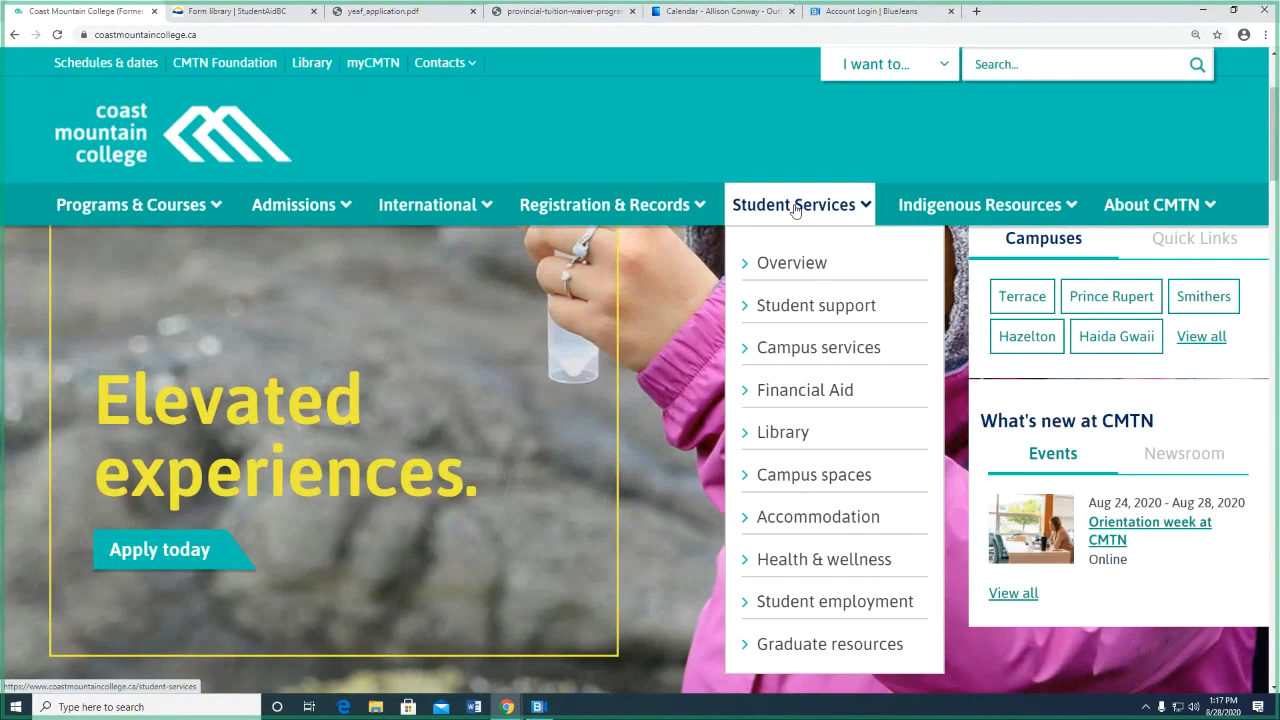 Coast Mountain College (Former
Form library | StudentAidBC
yeaf_application.pdf
provincial-tuition-waiver-progra
Calendar - Allison Conway - Outl
Account Login | BlueJeans
coastmountaincollege.ca
Schedules & dates
CMTN Foundation
Library
myCMTN
Contacts
I want to...
Search...
coast
mountain
college
Programs & Courses
Admissions
International
Registration & Records
Student Services
Indigenous Resources
About CMTN
Overview
Student support
Campus services
Financial Aid
Library
Campus spaces
Accommodation
Health & wellness
Student employment
Graduate resources
Campuses
Quick Links
Terrace
Prince Rupert
Smithers
Hazelton
Haida Gwaii
View all
What's new at CMTN
Events
Newsroom
Aug 24, 2020 - Aug 28, 2020
Orientation week at
CMTN
Online
View all
Elevated
experiences.
Apply today
https://www.coastmountaincollege.ca/student-services
Type here to search
1:17 PM
8/28/2020